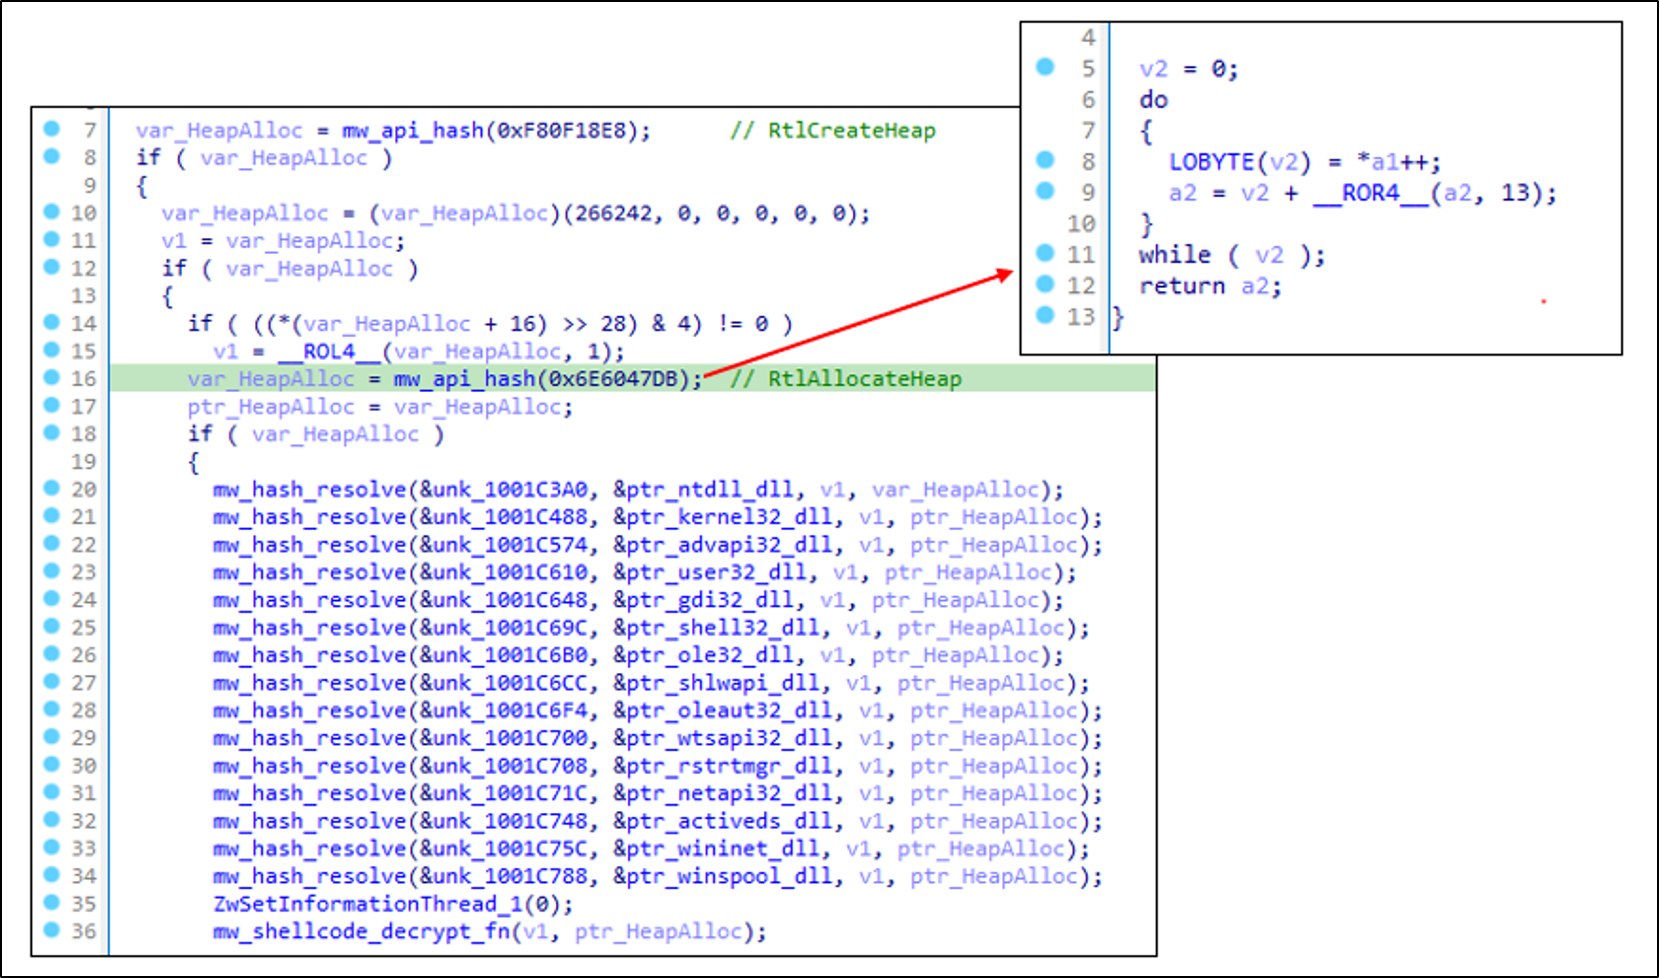 7 var_HeapAlloc = mw_api_hash(0xF80F18E8); // RtlCreateHeap
8 if ( var_HeapAlloc )
9 {
10 var_HeapAlloc = (var_HeapAlloc)(266242, 0, 0, 0, 0, 0);
11 v1 = var_HeapAlloc;
12 if ( var_HeapAlloc )
13 {
14 if ( ((*(var_HeapAlloc + 16) >> 28) & 4) != 0 )
15 v1 = __ROL4__(var_HeapAlloc, 1);
16 var_HeapAlloc = mw_api_hash(0x6E6047DB); // RtlAllocateHeap
17 ptr_HeapAlloc = var_HeapAlloc;
18 if ( var_HeapAlloc )
19 {
20 mw_hash_resolve(&unk_1001C3A0, &ptr_ntdll_dll, v1, var_HeapAlloc);
21 mw_hash_resolve(&unk_1001C488, &ptr_kernel32_dll, v1, ptr_HeapAlloc);
22 mw_hash_resolve(&unk_1001C574, &ptr_advapi32_dll, v1, ptr_HeapAlloc);
23 mw_hash_resolve(&unk_1001C610, &ptr_user32_dll, v1, ptr_HeapAlloc);
24 mw_hash_resolve(&unk_1001C648, &ptr_gdi32_dll, v1, ptr_HeapAlloc);
25 mw_hash_resolve(&unk_1001C69C, &ptr_shell32_dll, v1, ptr_HeapAlloc);
26 mw_hash_resolve(&unk_1001C6B0, &ptr_ole32_dll, v1, ptr_HeapAlloc);
27 mw_hash_resolve(&unk_1001C6CC, &ptr_shlwapi_dll, v1, ptr_HeapAlloc);
28 mw_hash_resolve(&unk_1001C6F4, &ptr_oleaut32_dll, v1, ptr_HeapAlloc);
29 mw_hash_resolve(&unk_1001C700, &ptr_wtsapi32_dll, v1, ptr_HeapAlloc);
30 mw_hash_resolve(&unk_1001C708, &ptr_rstrtmgr_dll, v1, ptr_HeapAlloc);
31 mw_hash_resolve(&unk_1001C71C, &ptr_netapi32_dll, v1, ptr_HeapAlloc);
32 mw_hash_resolve(&unk_1001C748, &ptr_activeds_dll, v1, ptr_HeapAlloc);
33 mw_hash_resolve(&unk_1001C75C, &ptr_wininet_dll, v1, ptr_HeapAlloc);
34 mw_hash_resolve(&unk_1001C788, &ptr_winspool_dll, v1, ptr_HeapAlloc);
35 ZwSetInformationThread_1(0);
36 mw_shellcode_decrypt_fn(v1, ptr_HeapAlloc);
4
5 v2 = 0;
6 do
7 {
8 LOBYTE(v2) = *a1++;
9 a2 = v2 + __ROR4__(a2, 13);
10 }
11 while ( v2 );
12 return a2;
13 }